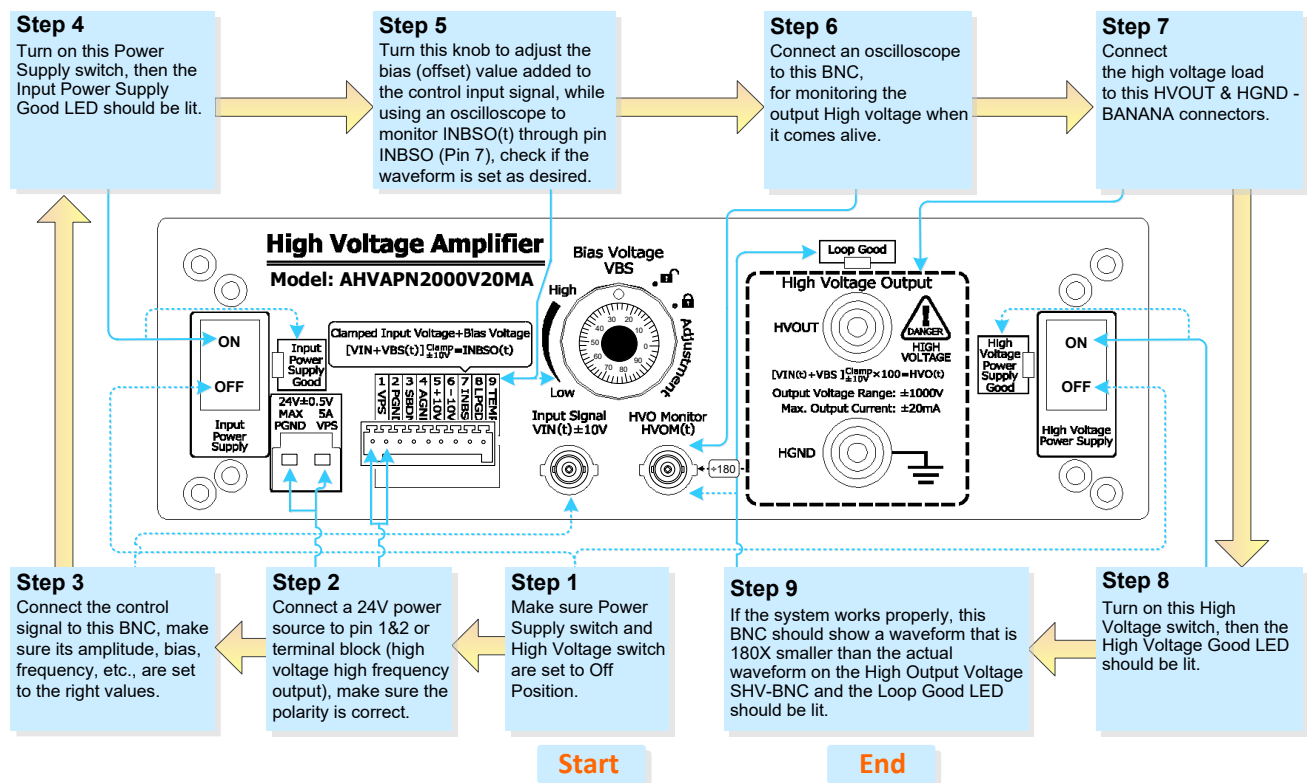 Step 4
Turn on this Power
Supply switch, then the
Input Power Supply
Good LED should be lit.
Step 5
Turn this knob to adjust the
bias (offset) value added to
the control input signal, while
using an oscilloscope to
monitor INBSO(t) through pin
INBSO (Pin 7), check if the
waveform is set as desired.
Step 6
Connect an oscilloscope
to this BNC,
for monitoring the
output High voltage when
it comes alive.
Step 7
Connect
the high voltage load
to this HVOUT & HGND -
BANANA connectors.
High Voltage Amplifier
Model: AHVAPN2000V20MA
ON
OFF
Input
Power
Supply
Input
Power
Supply
Good
24V±0.5V
MAX 5A
PGND VPS
Clamped Input Voltage+Bias Voltage
[VIN+VBS(t)] Clamp ±10V =INBSO(t)
1 VPS
2 PGND
3 SBDN
4 AGND
5 +10V
6 -10V
7 INBS
8 LPGD
9 TEMP
Bias Voltage
VBS
High
Low
Adjustment
0 10 20 30 40 50 60 70 80 90
Input Signal
VIN(t)±10V
HVO Monitor
HVOM(t)
÷180
Loop Good
High Voltage Output
HVOUT
DANGER
HIGH
VOLTAGE
[VIN(t)+VBS] Clamp ±10V ×100=HVO(t)
Output Voltage Range: ±1000V
Max. Output Current: ±20mA
HGND
High
Voltage
Power
Supply
Good
ON
OFF
High Voltage
Power Supply
Step 3
Connect the control
signal to this BNC, make
sure its amplitude, bias,
frequency, etc., are set
to the right values.
Step 2
Connect a 24V power
source to pin 1&2 or
terminal block (high
voltage high frequency
output), make sure the
polarity is correct.
Step 1
Make sure Power
Supply switch and
High Voltage switch
are set to Off
Position.
Step 9
If the system works properly, this
BNC should show a waveform that is
180X smaller than the actual
waveform on the High Output Voltage
SHV-BNC and the Loop Good LED
should be lit.
Step 8
Turn on this High
Voltage switch, then the
High Voltage Good LED
should be lit.
Start
End